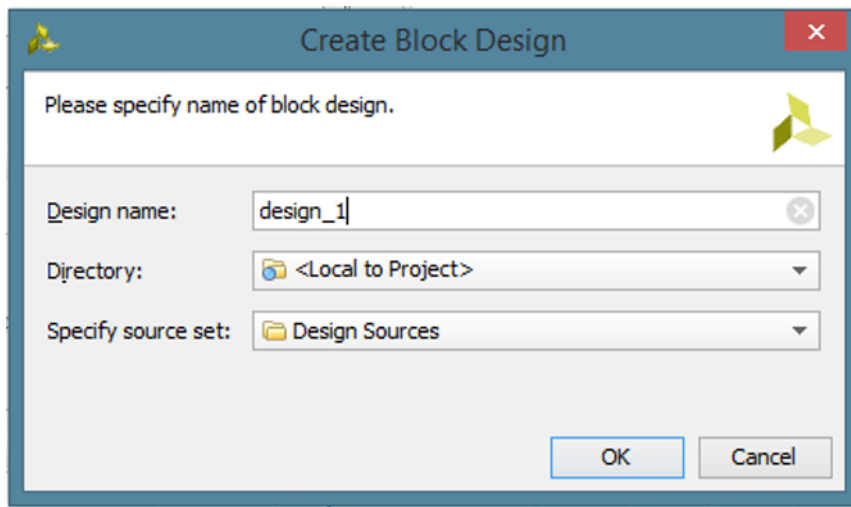 Create Block Design
Please specify name of block design.
Design name: design_1
Directory: <Local to Project>
Specify source set: Design Sources
OK Cancel